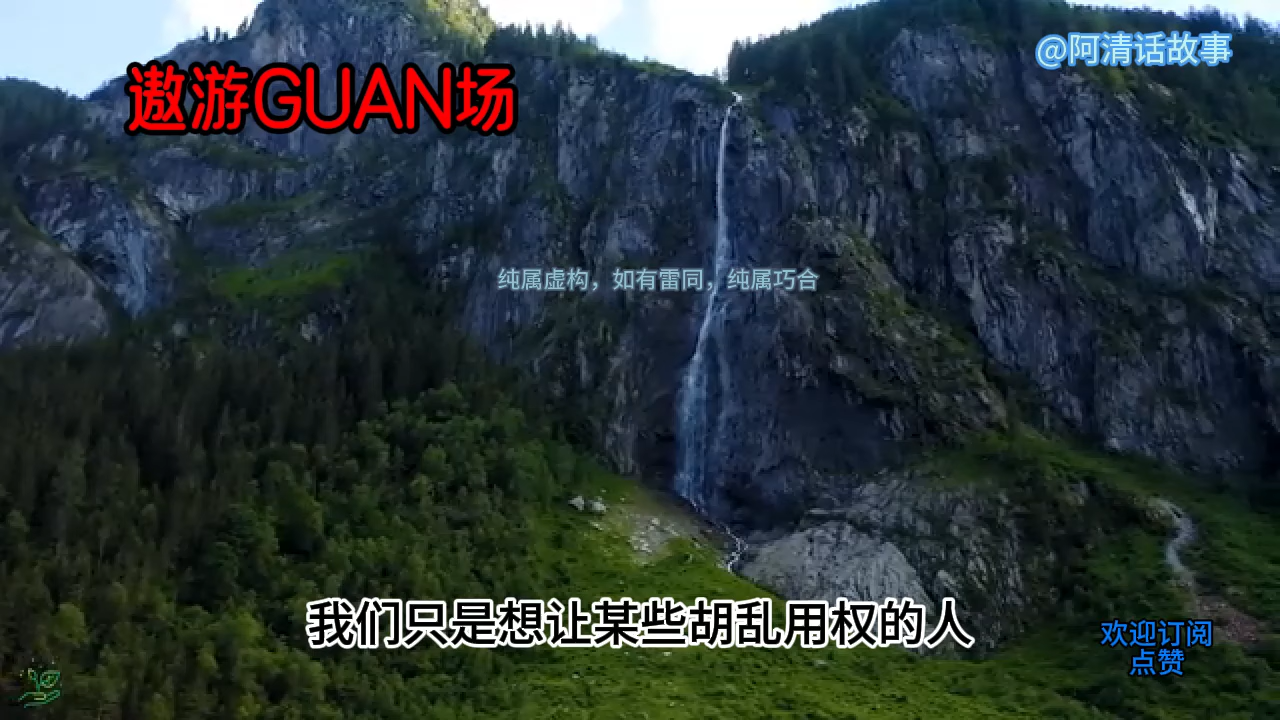 @阿清话故事
遨游GUAN场
纯属虚构，如有雷同，纯属巧合
我们只是想让某些胡乱用权的人
欢迎订阅
点赞